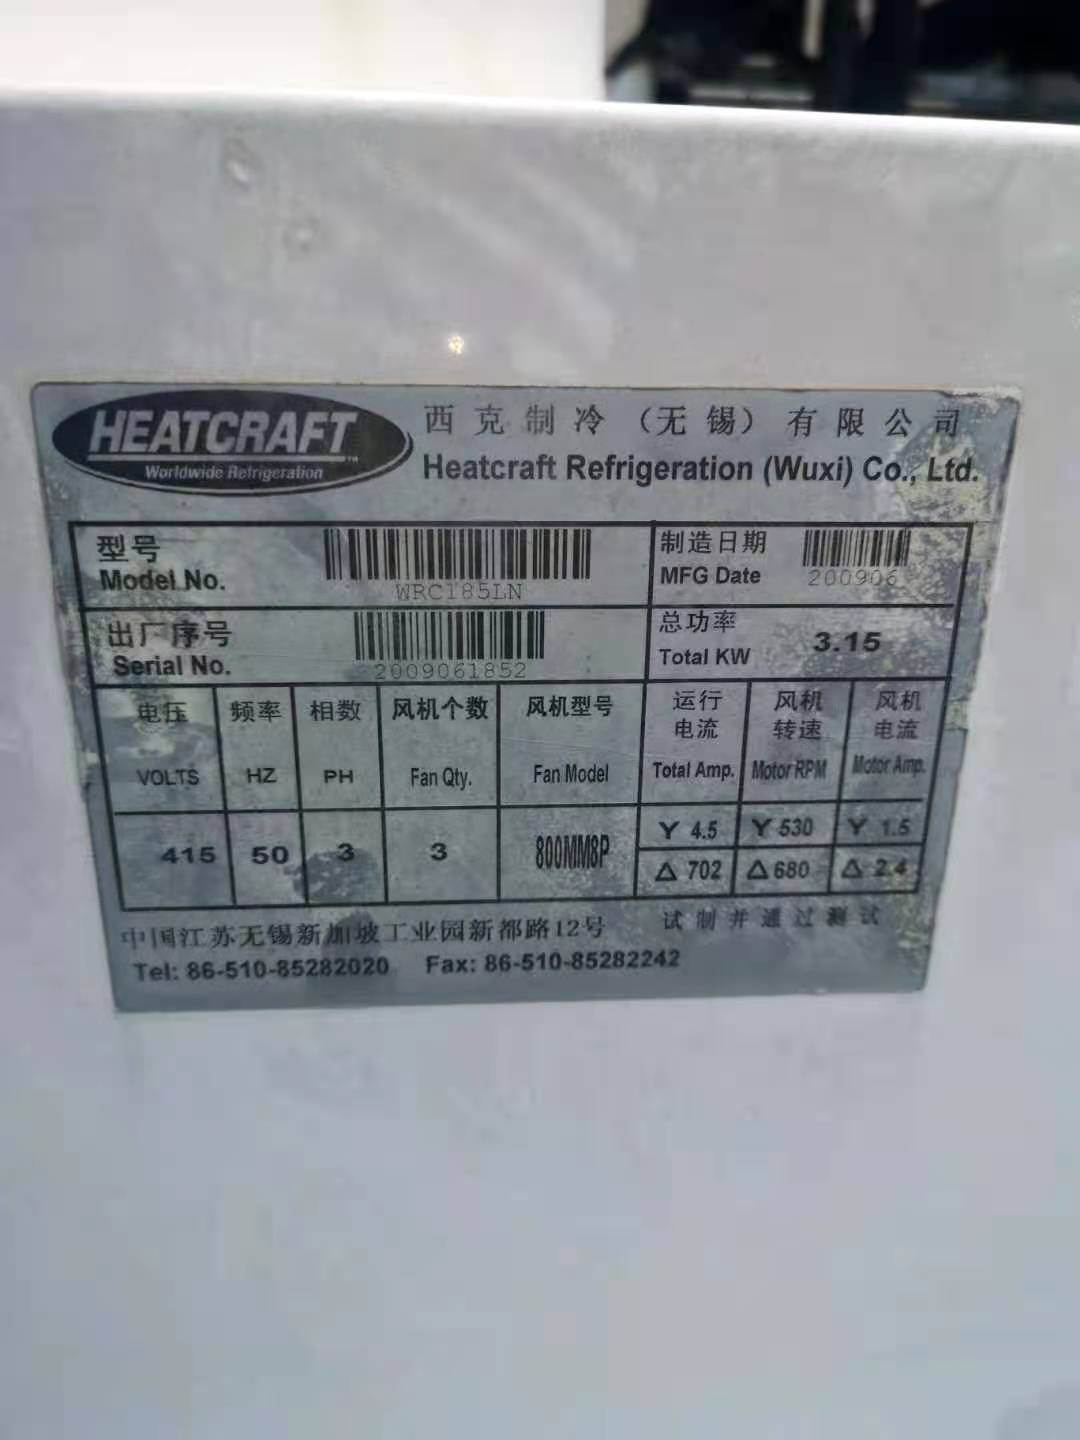 HEATCRAFT™
Worldwide Refrigeration
西克制冷（无锡）有限公司
Heatcraft Refrigeration (Wuxi) Co., Ltd.
型号
Model No.
WRC185LN
制造日期
MFG Date
200906
出厂序号
Serial No.
2009061852
总功率
Total KW
3.15
电压
VOLTS
频率
HZ
相数
PH
风机个数
Fan Qty.
风机型号
Fan Model
运行
电流
Total Amp.
风机
转速
Motor RPM
风机
电流
Motor Amp.
415
50
3
3
800MM8P
Y 4.5
Y 530
Y 1.5
△ 702
△ 680
△ 2.4
中国江苏无锡新加坡工业园新都路12号
试制并通过测试
Tel: 86-510-85282020 Fax: 86-510-85282242